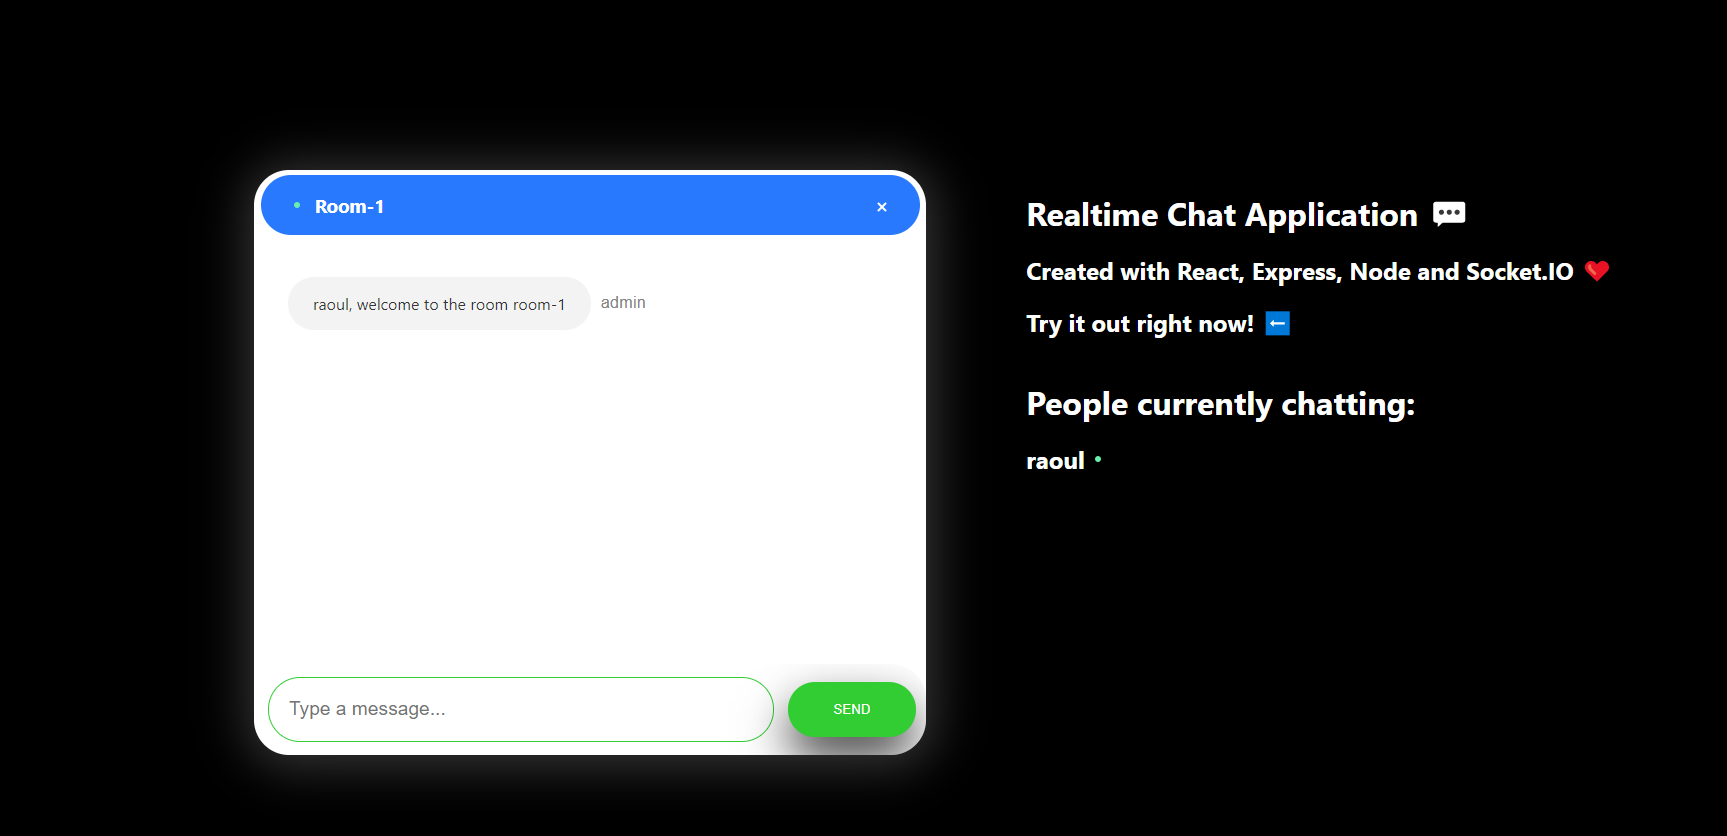 Room-1
×
raoul, welcome to the room room-1
admin
Type a message...
SEND
Realtime Chat Application 💬
Created with React, Express, Node and Socket.IO ❤️
Try it out right now! ⬅️
People currently chatting:
raoul